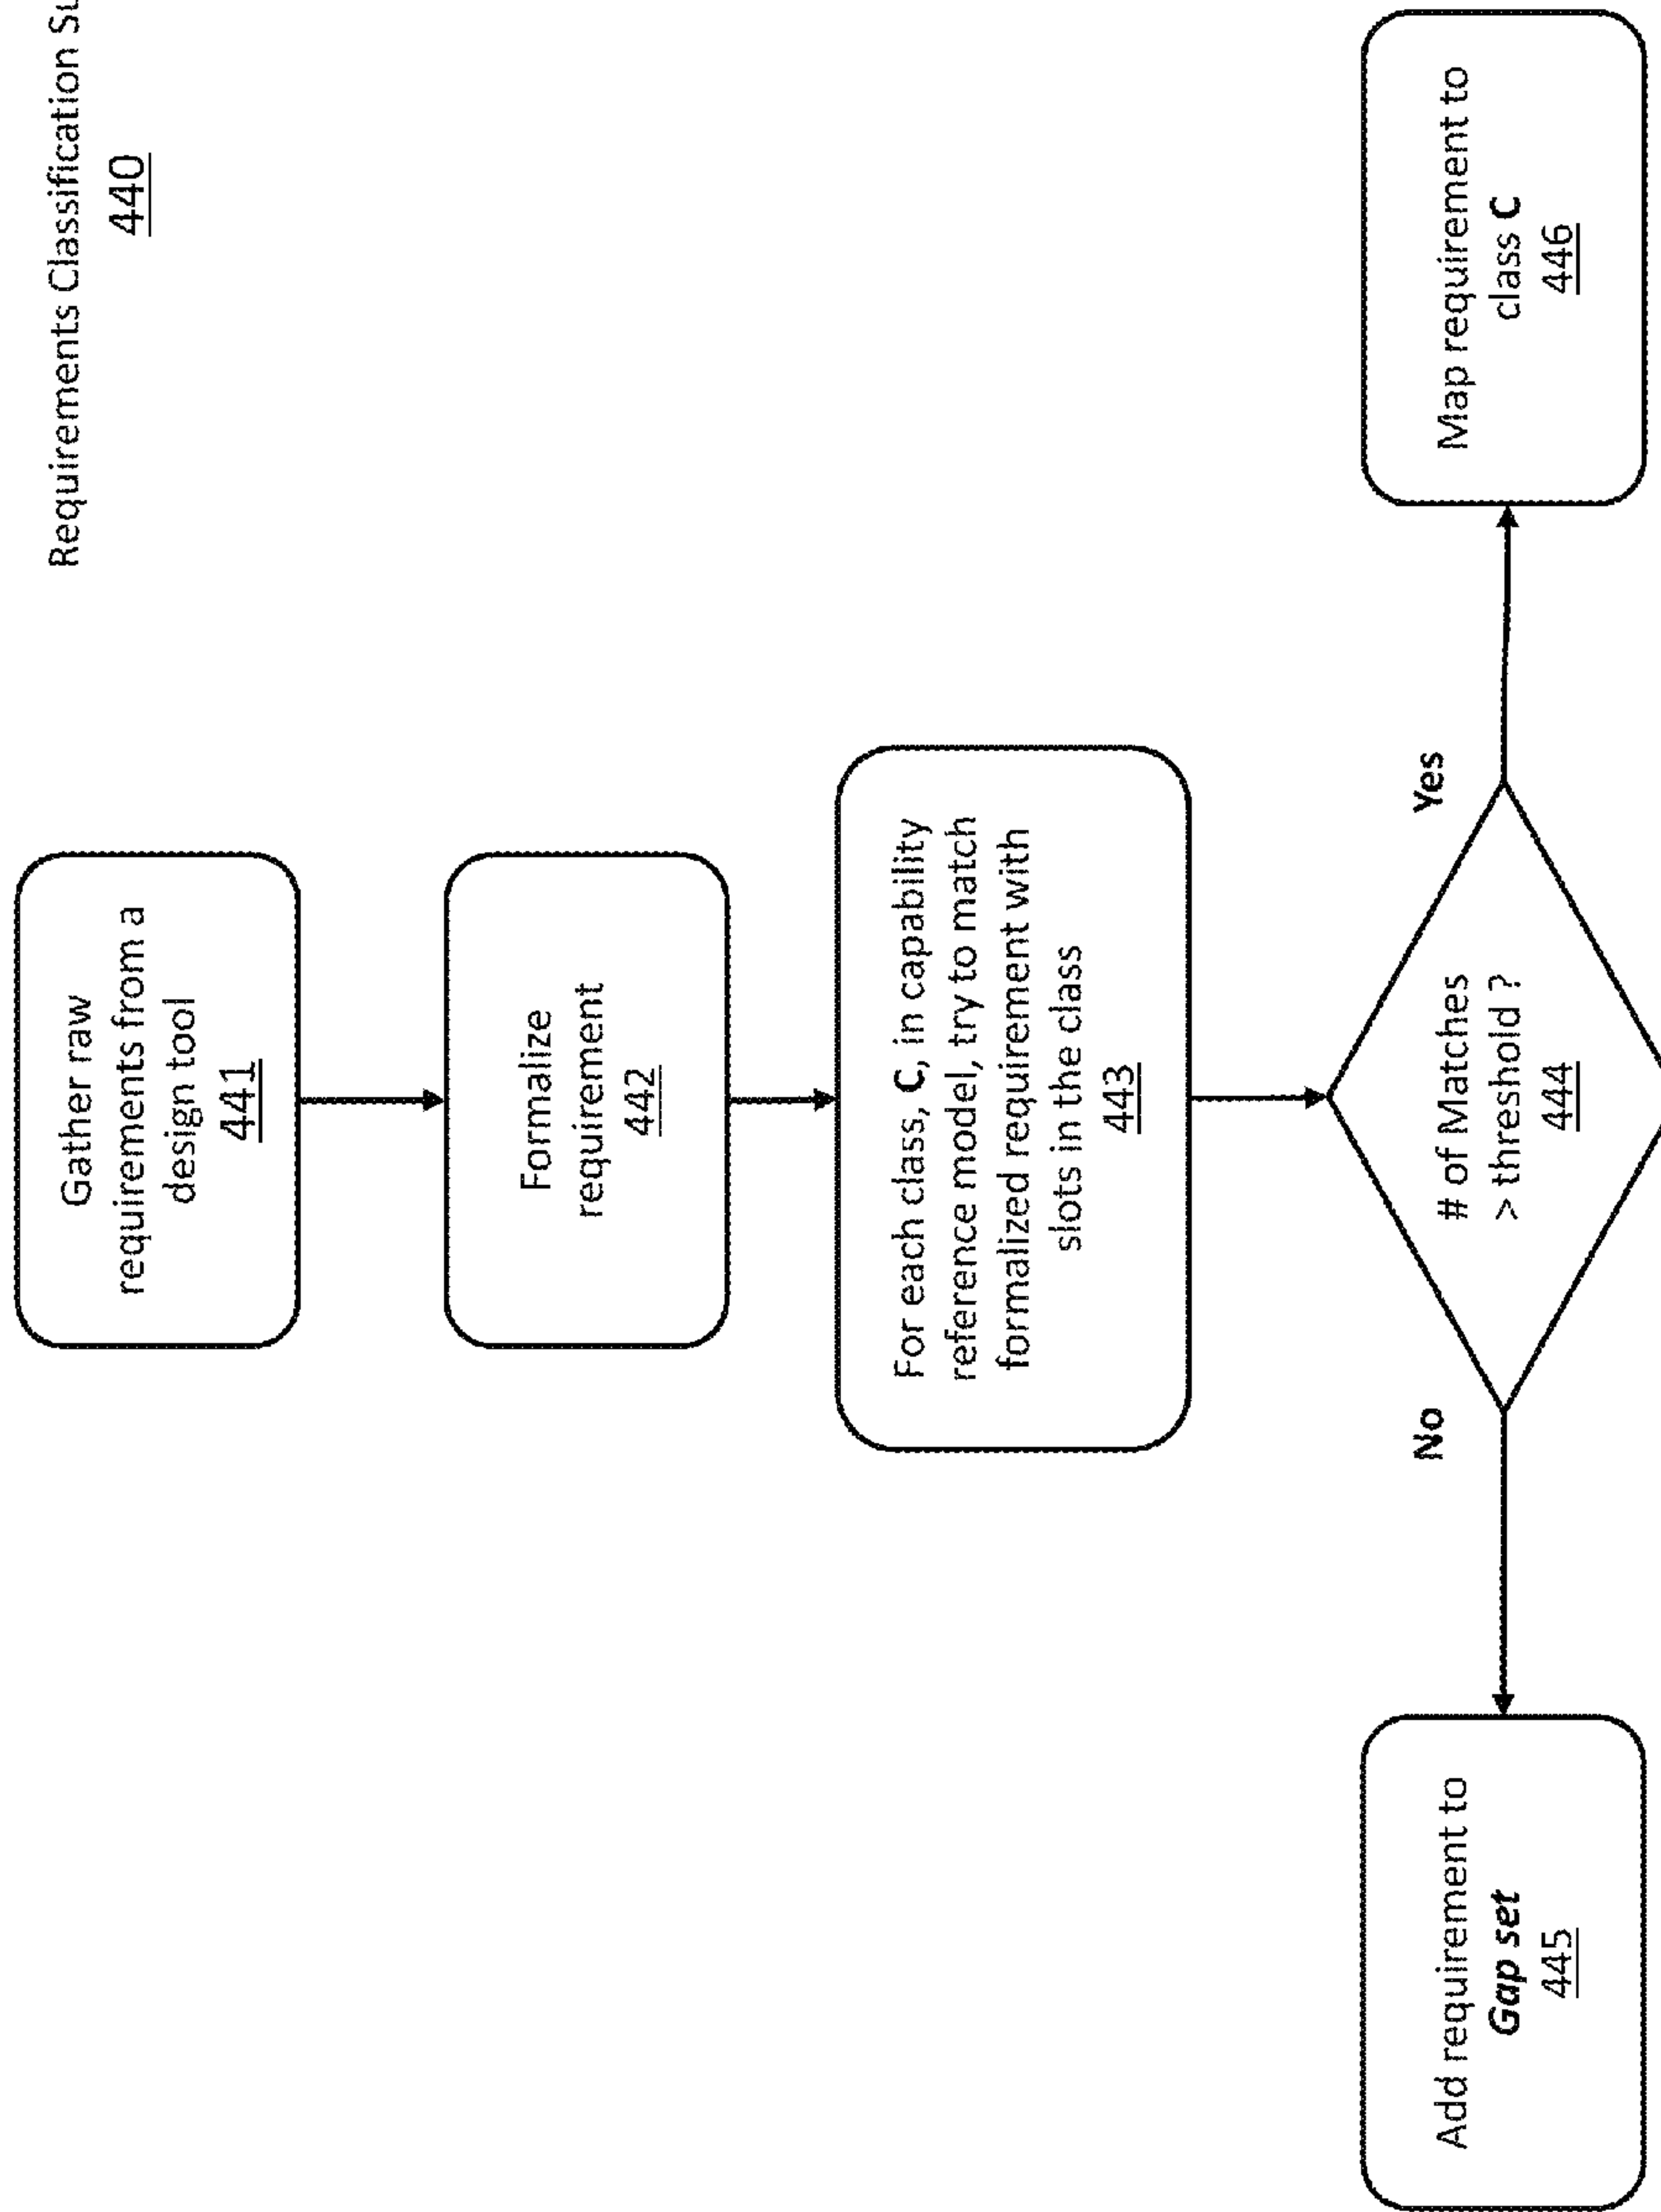 Requirements Classification
440
Gather raw
requirements from a
design tool
441
Formalize
requirement
442
For each class, C, in capability
reference model, try to match
formalized requirement with
slots in the class
443
# of Matches
> threshold ?
444
No
Yes
Add requirement to
Gap set
445
Map requirement to
class C
446